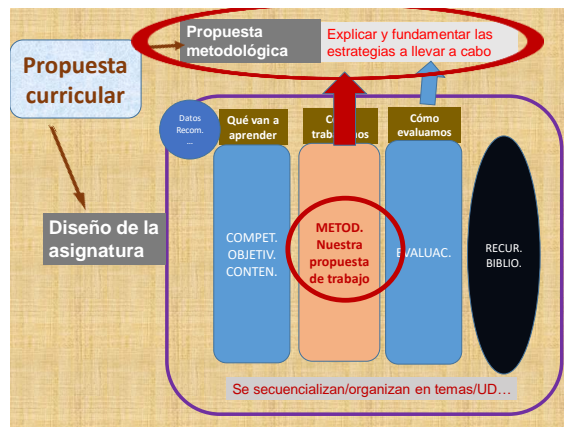 Propuesta
metodológica
Explicar y fundamentar las
estrategias a llevar a cabo
Propuesta
curricular
Datos
Recom.
...
Qué van a
aprender
Cómo
evaluamos
Diseño de la
asignatura
COMPET.
OBJETIV.
CONTEN.
METOD.
Nuestra
propuesta
de trabajo
EVALUAC.
RECUR.
BIBLIO.
Se secuencializan/organizan en temas/UD…